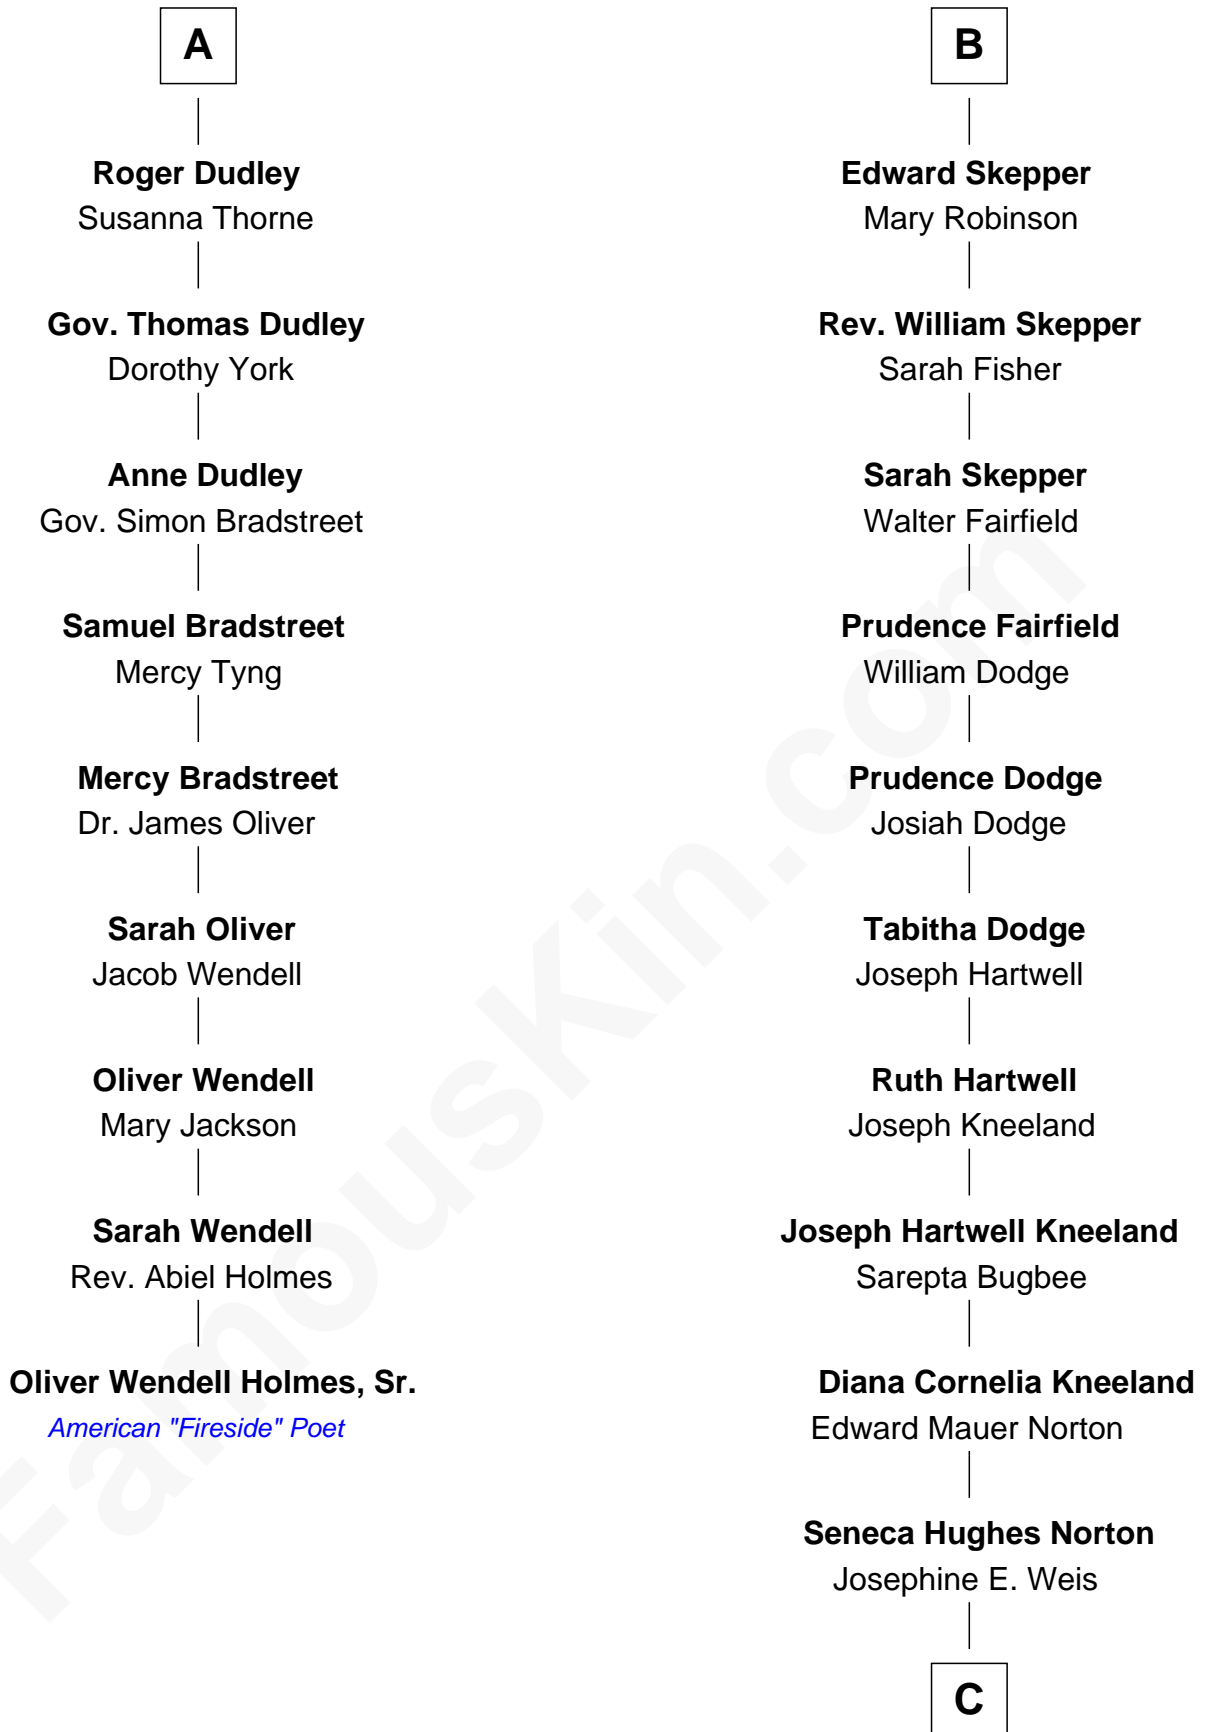 A
Roger Dudley
Susanna Thorne
Gov. Thomas Dudley
Dorothy York
Anne Dudley
Gov. Simon Bradstreet
Samuel Bradstreet
Mercy Tyng
Mercy Bradstreet
Dr. James Oliver
Sarah Oliver
Jacob Wendell
Oliver Wendell
Mary Jackson
Sarah Wendell
Rev. Abiel Holmes
Oliver Wendell Holmes, Sr.
American "Fireside" Poet
B
Edward Skepper
Mary Robinson
Rev. William Skepper
Sarah Fisher
Sarah Skepper
Walter Fairfield
Prudence Fairfield
William Dodge
Prudence Dodge
Josiah Dodge
Tabitha Dodge
Joseph Hartwell
Ruth Hartwell
Joseph Kneeland
Joseph Hartwell Kneeland
Sarepta Bugbee
Diana Cornelia Kneeland
Edward Mauer Norton
Seneca Hughes Norton
Josephine E. Weis
C
FamousKin.com